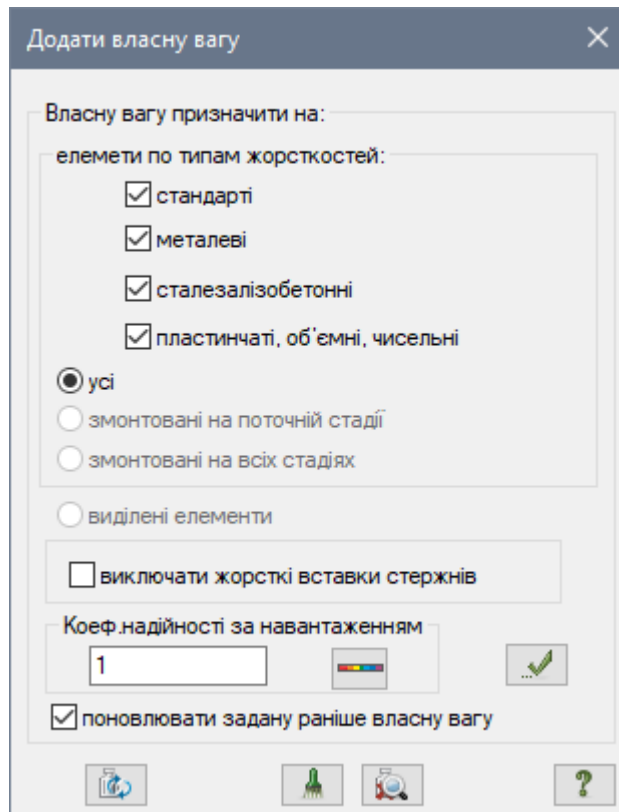 Додати власну вагу
Власну вагу призначити на:
елемети по типам жорсткостей:
стандарті
металеві
сталезалізобетонні
пластинчаті, об'ємні, чисельні
усі
змонтовані на поточній стадії
змонтовані на всіх стадіях
виділені елементи
виключати жорсткі вставки стержнів
Коеф.надійності за навантаженням
1
поновлювати задану раніше власну вагу
?